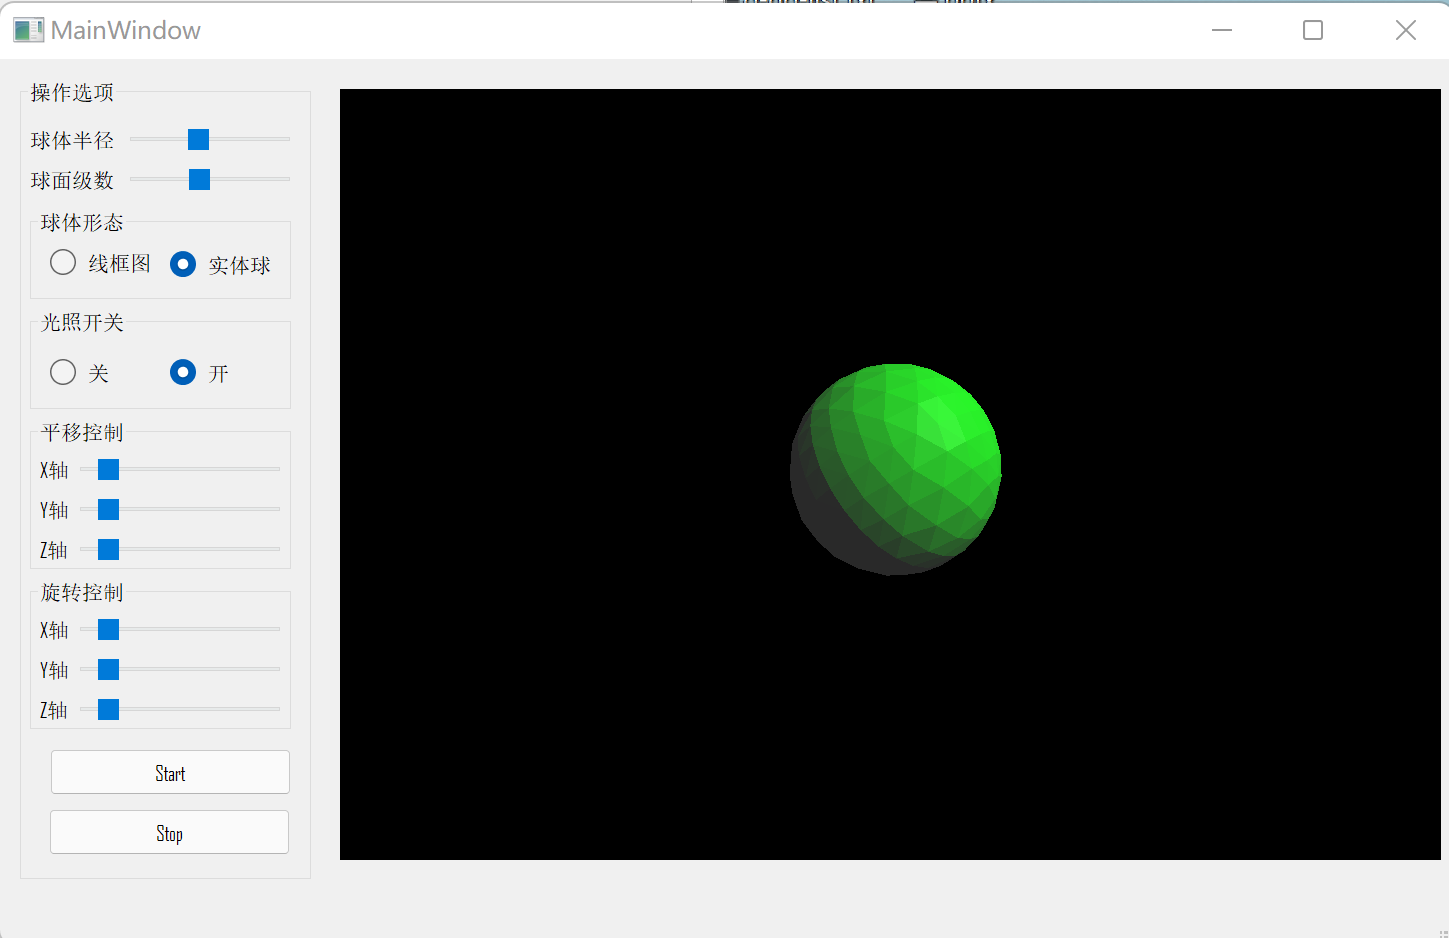 MainWindow
操作选项
球体半径
球面级数
球体形态
线框图 实体球
光照开关
关 开
平移控制
X轴
Y轴
Z轴
旋转控制
X轴
Y轴
Z轴
Start
Stop